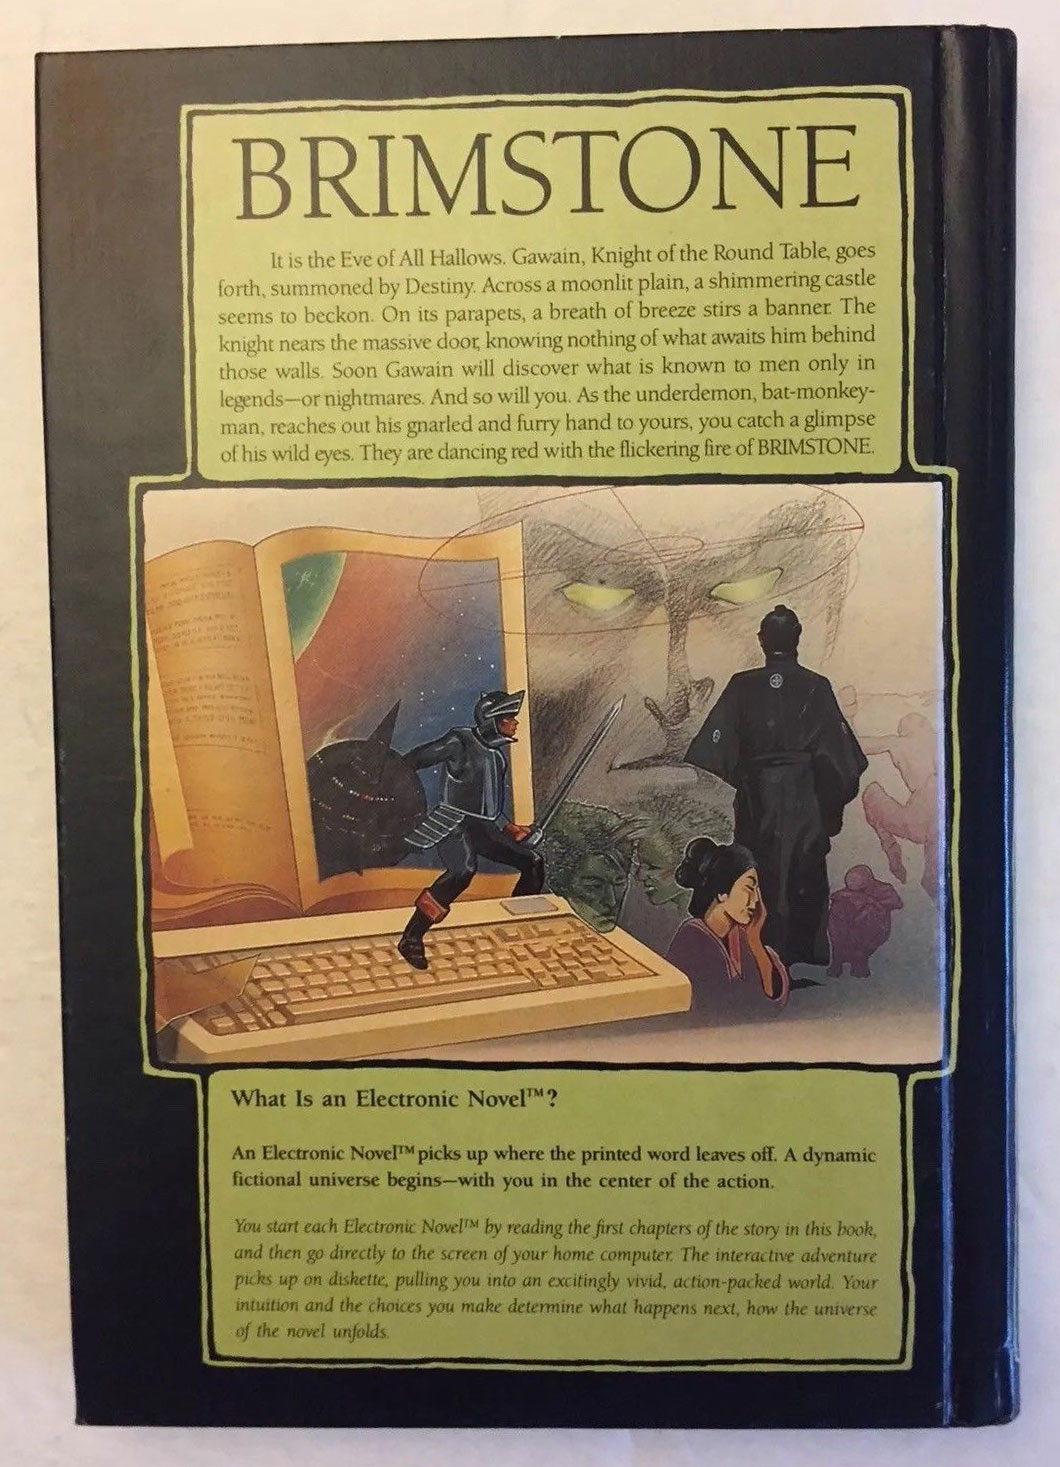 BRIMSTONE
It is the Eve of All Hallows. Gawain, Knight of the Round Table, goes
forth, summoned by Destiny. Across a moonlit plain, a shimmering castle
seems to beckon. On its parapets, a breath of breeze stirs a banner. The
knight nears the massive door, knowing nothing of what awaits him behind
those walls. Soon Gawain will discover what is known to men only in
legends—or nightmares. And so will you. As the underdemon, bat-monkey-
man, reaches out his gnarled and furry hand to yours, you catch a glimpse
of his wild eyes. They are dancing red with the flickering fire of BRIMSTONE.
What Is an Electronic Novel™?
An Electronic Novel™ picks up where the printed word leaves off. A dynamic
fictional universe begins—with you in the center of the action.
You start each Electronic Novel™ by reading the first chapters of the story in this book,
and then go directly to the screen of your home computer. The interactive adventure
picks up on diskette, pulling you into an excitingly vivid, action-packed world. Your
intuition and the choices you make determine what happens next, how the universe
of the novel unfolds.